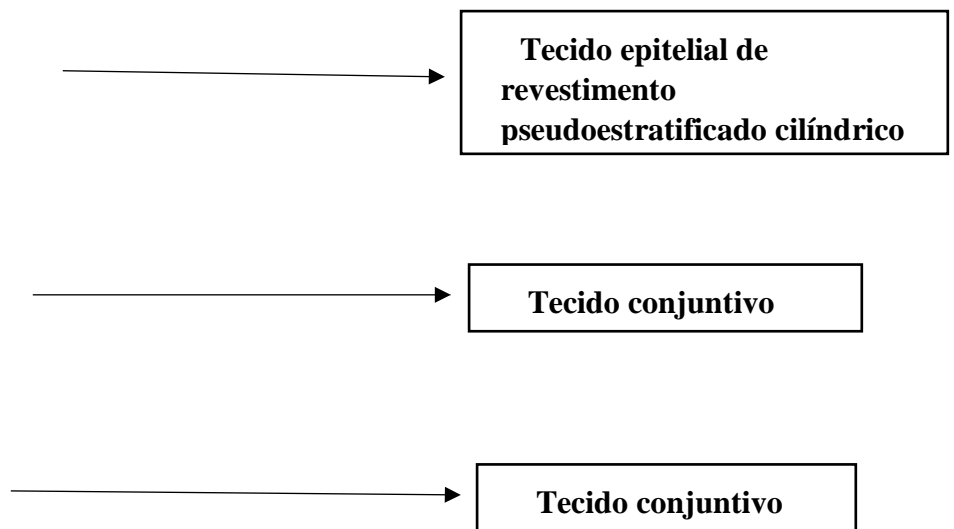 Tecido epitelial de
revestimento
pseudoestratificado cilíndrico
Tecido conjuntivo
Tecido conjuntivo